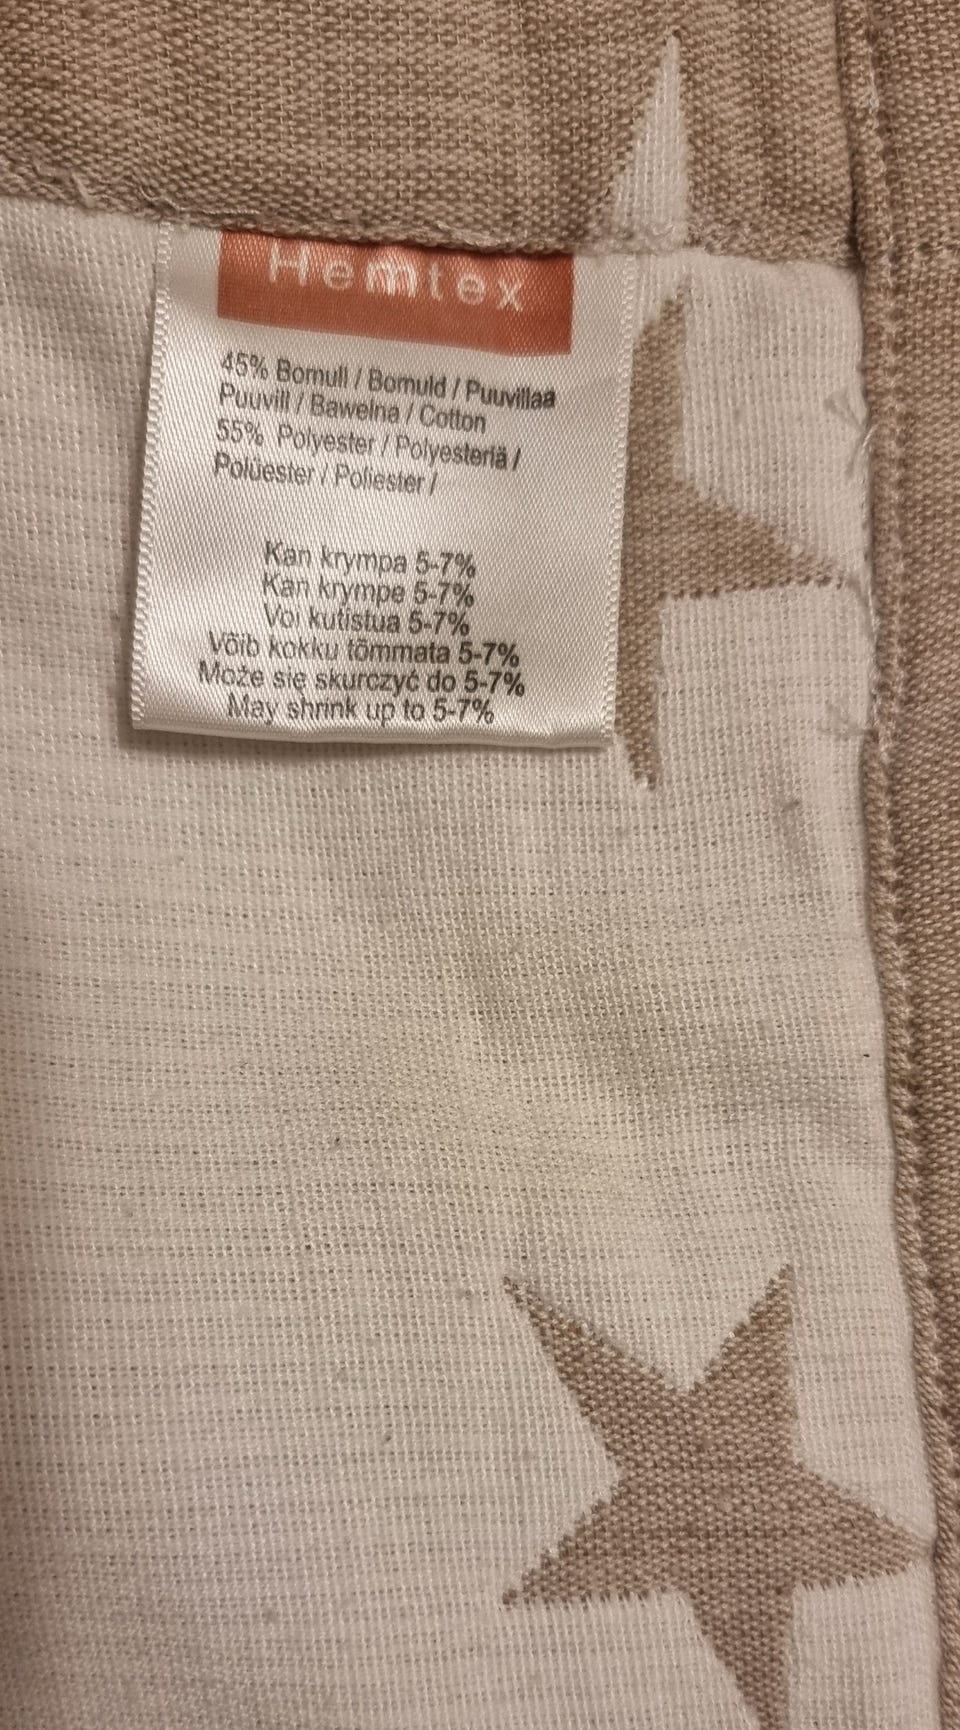 Hemtex
45% Bomull / Bomuld / Puuvillaa
Puuvill / Bawełna / Cotton
55% Polyester / Polyesteriä /
Polüester / Poliester /
Kan krympa 5-7%
Kan krympe 5-7%
Voi kutistua 5-7%
Võib kokku tõmmata 5-7%
Może się skurczyć do 5-7%
May shrink up to 5-7%